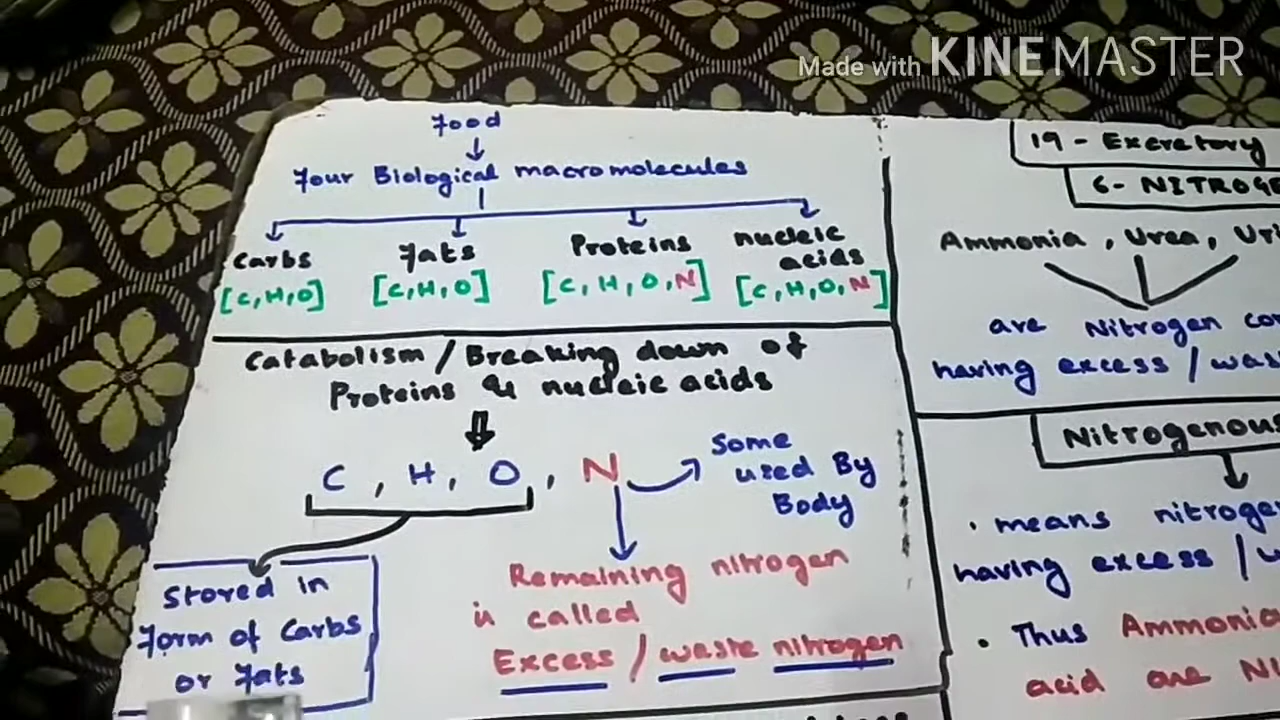 Made with KINEMASTER
Food
Four Biological macromolecules
Carbs
Fats
Proteins
nucleic
acids
[C,H,O]
[C,H,O]
[C, H, O, N]
[C, H, O, N]
Catabolism / Breaking down of
Proteins & nucleic acids
C , H , O , N
Some
used By
Body
Stored in
Form of Carbs
or Fats
Remaining nitrogen
is called
Excess / waste nitrogen
19 - Excretory
6 - NITROGE
Ammonia , Urea, Uri
are Nitrogen con
having excess / was
Nitrogenous
• means nitroge
having excess /
• Thus Ammonia
acid are NI